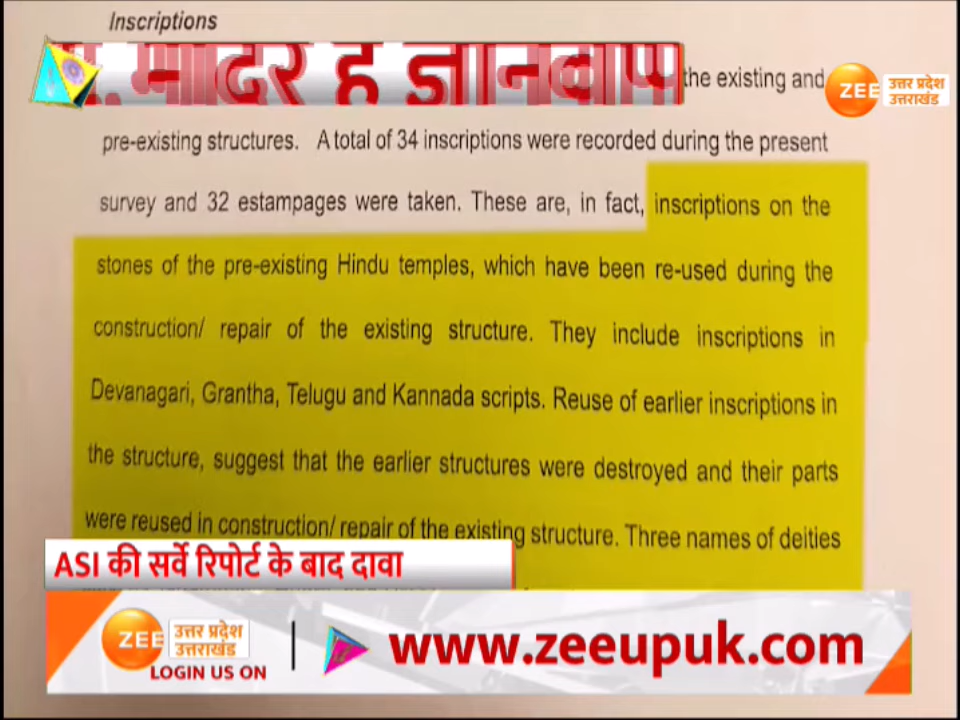 Inscriptions
the existing and
pre-existing structures. A total of 34 inscriptions were recorded during the present
survey and 32 estampages were taken. These are, in fact, inscriptions on the
stones of the pre-existing Hindu temples, which have been re-used during the
construction/ repair of the existing structure. They include inscriptions in
Devanagari, Grantha, Telugu and Kannada scripts. Reuse of earlier inscriptions in
the structure, suggest that the earlier structures were destroyed and their parts
were reused in construction/ repair of the existing structure. Three names of deities
ZEE उत्तर प्रदेश
उत्तराखंड
ASI की सर्वे रिपोर्ट के बाद दावा
ZEE उत्तर प्रदेश
उत्तराखंड
LOGIN US ON
www.zeeupuk.com